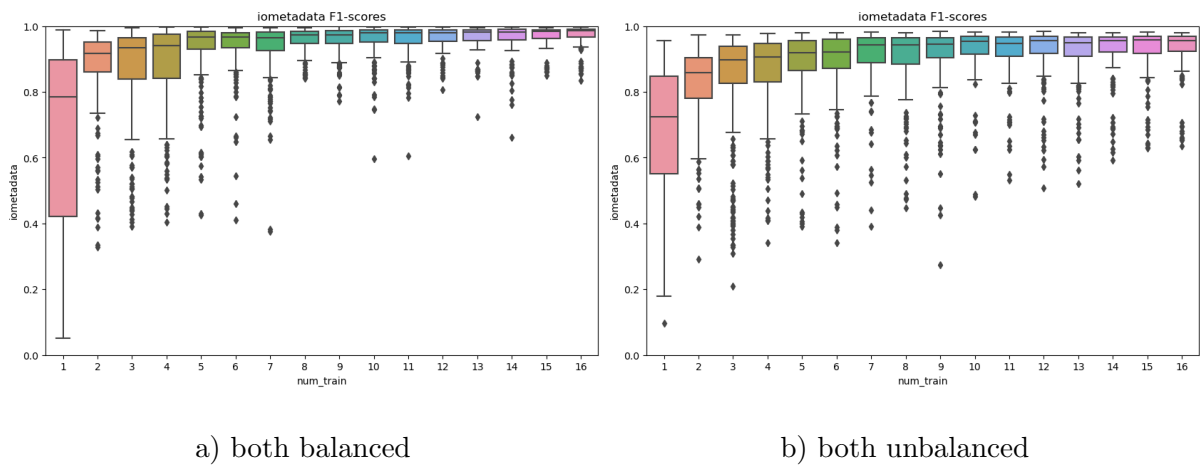 iometadata F1-scores
1.0
0.8
0.6
0.4
0.2
0.0
iometadata
1 2 3 4 5 6 7 8 9 10 11 12 13 14 15 16
num_train
a) both balanced
iometadata F1-scores
1.0
0.8
0.6
0.4
0.2
0.0
iometadata
1 2 3 4 5 6 7 8 9 10 11 12 13 14 15 16
num_train
b) both unbalanced